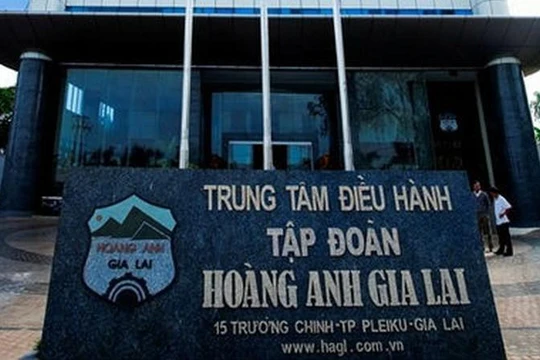 TRUNG TÂM ĐIỀU HÀNH
TẬP ĐOÀN
HOÀNG ANH GIA LAI
15 TRƯỜNG CHINH-TP PLEIKU-GIA LAI
www.hagl.com.vn
HOÀNG ANH
GIA LAI